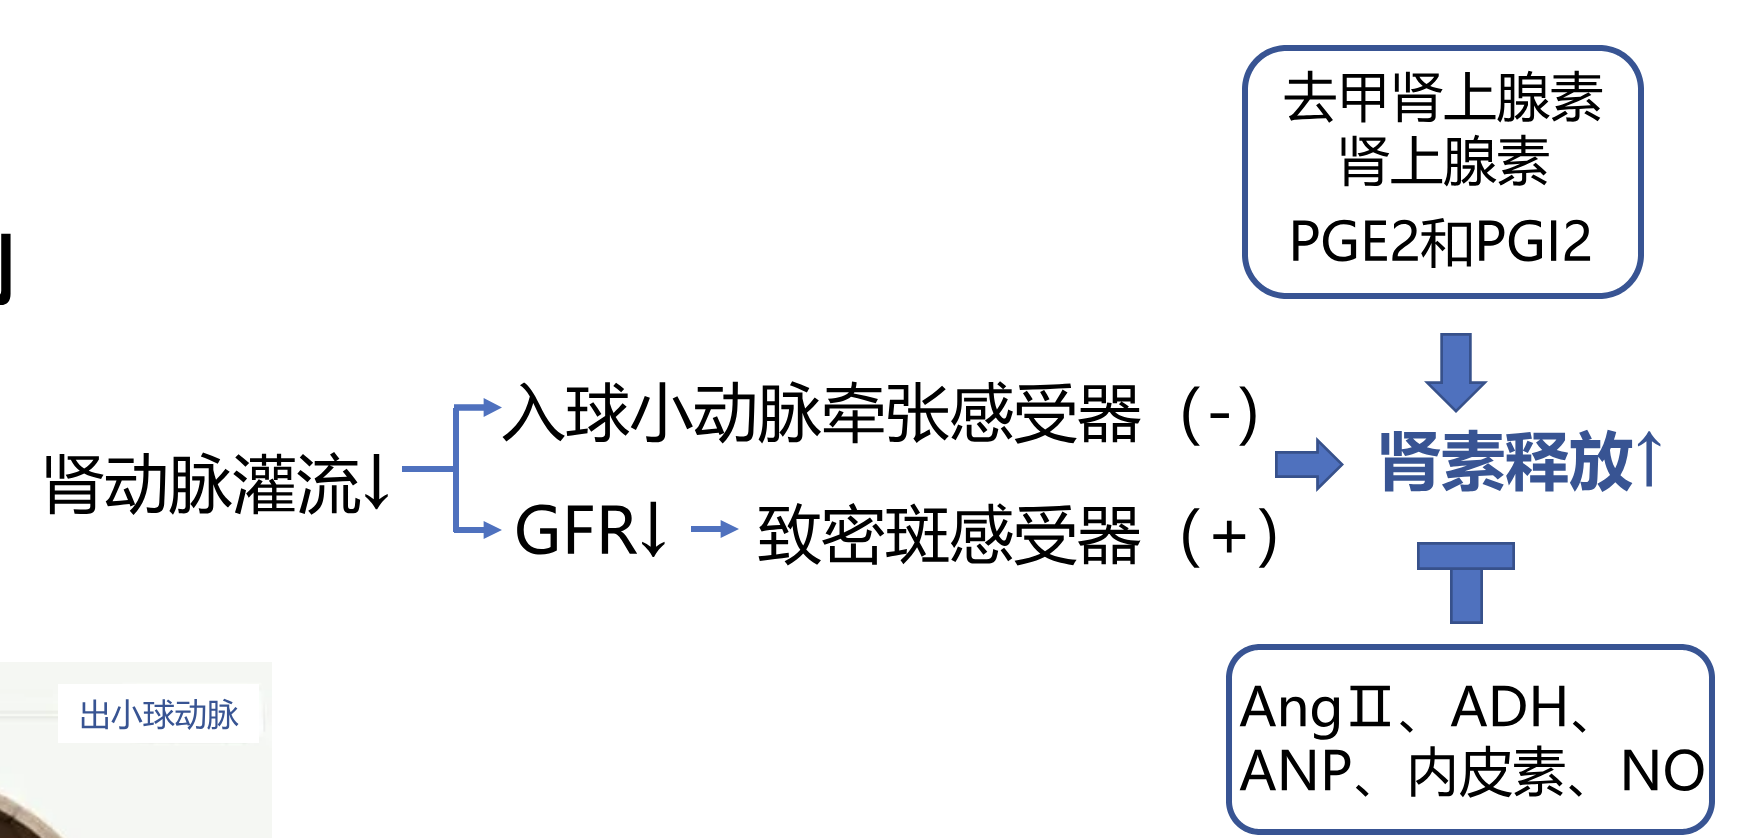 去甲肾上腺素
肾上腺素
PGE2和PGI2
入球小动脉牵张感受器（-）
肾动脉灌流↓
肾素释放↑
GFR↓
致密斑感受器（+）
出小球动脉
AngⅡ、ADH、
ANP、内皮素、NO